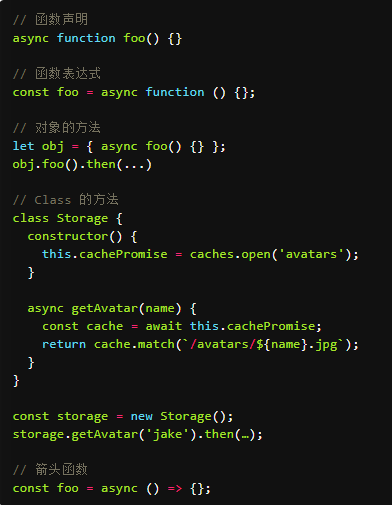 // 函数声明
async function foo() {}
// 函数表达式
const foo = async function () {};
// 对象的方法
let obj = { async foo() {} };
obj.foo().then(...)
// Class 的方法
class Storage {
  constructor() {
    this.cachePromise = caches.open('avatars');
  }
  async getAvatar(name) {
    const cache = await this.cachePromise;
    return cache.match(`/avatars/${name}.jpg`);
  }
}
const storage = new Storage();
storage.getAvatar('jake').then(…);
// 箭头函数
const foo = async () => {};